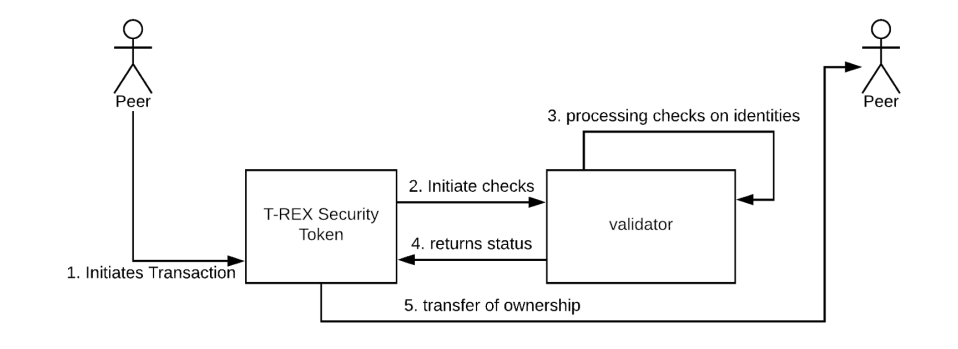 Peer
Peer
3. processing checks on identities
2. Initiate checks
T-REX Security
Token
validator
4. returns status
1. Initiates Transaction
5. transfer of ownership